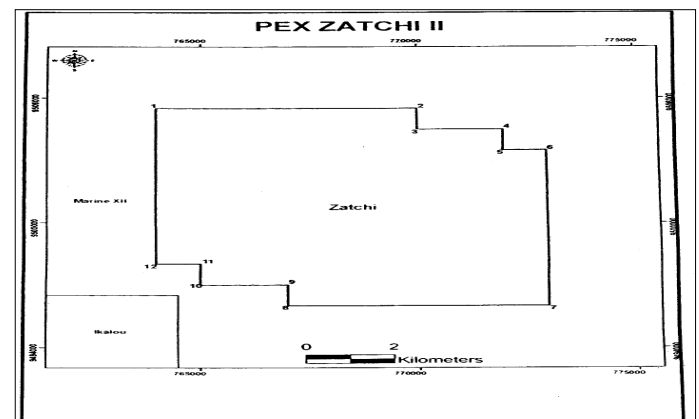 PEX ZATCHI II
765000 770000 775000
1 2
3 4
5 6
Marine XII
Zatchi
12 11
10 9
8 7
Ikalou
0 2
Kilometers
765000 770000 775000